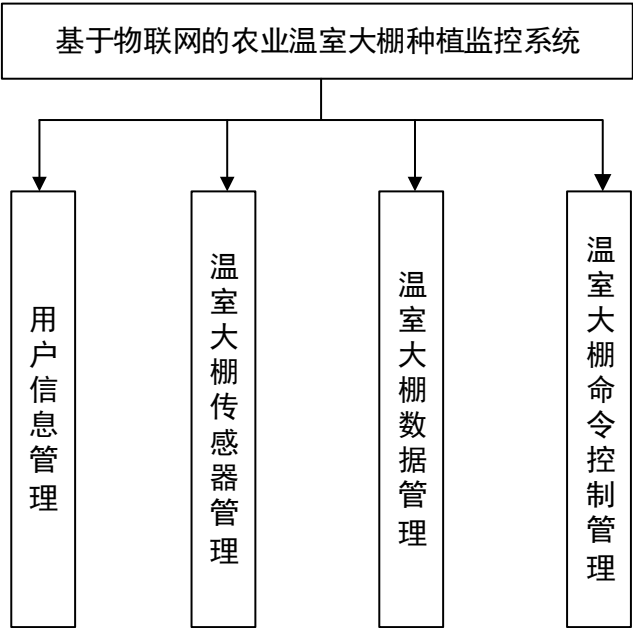 基于物联网的农业温室大棚种植监控系统
用户信息管理
温室大棚传感器管理
温室大棚数据管理
温室大棚命令控制管理